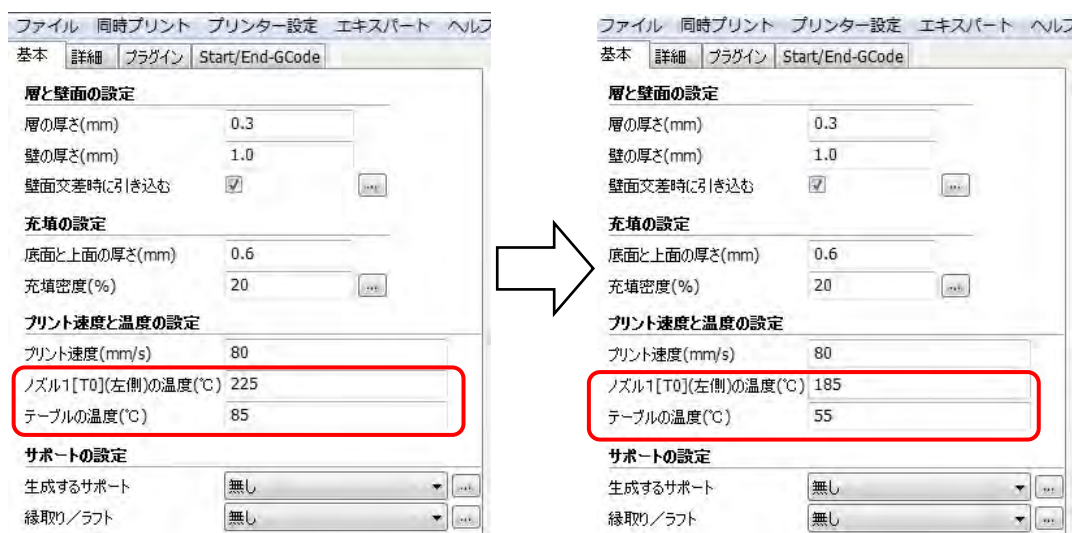 ファイル 同時プリント プリンター設定 エキスパート ヘルプ
基本 詳細 プラグイン Start/End-GCode
層と壁面の設定
層の厚さ(mm) 0.3
壁の厚さ(mm) 1.0
壁面交差時に引き込む ...
充填の設定
底面と上面の厚さ(mm) 0.6
充填密度(%) 20 ...
プリント速度と温度の設定
プリント速度(mm/s) 80
ノズル1[T0](左側)の温度(℃) 225
テーブルの温度(℃) 85
サポートの設定
生成するサポート 無し ...
縁取り/ラフト 無し ...
ファイル 同時プリント プリンター設定 エキスパート ヘルプ
基本 詳細 プラグイン Start/End-GCode
層と壁面の設定
層の厚さ(mm) 0.3
壁の厚さ(mm) 1.0
壁面交差時に引き込む ...
充填の設定
底面と上面の厚さ(mm) 0.6
充填密度(%) 20 ...
プリント速度と温度の設定
プリント速度(mm/s) 80
ノズル1[T0](左側)の温度(℃) 185
テーブルの温度(℃) 55
サポートの設定
生成するサポート 無し ...
縁取り/ラフト 無し ...